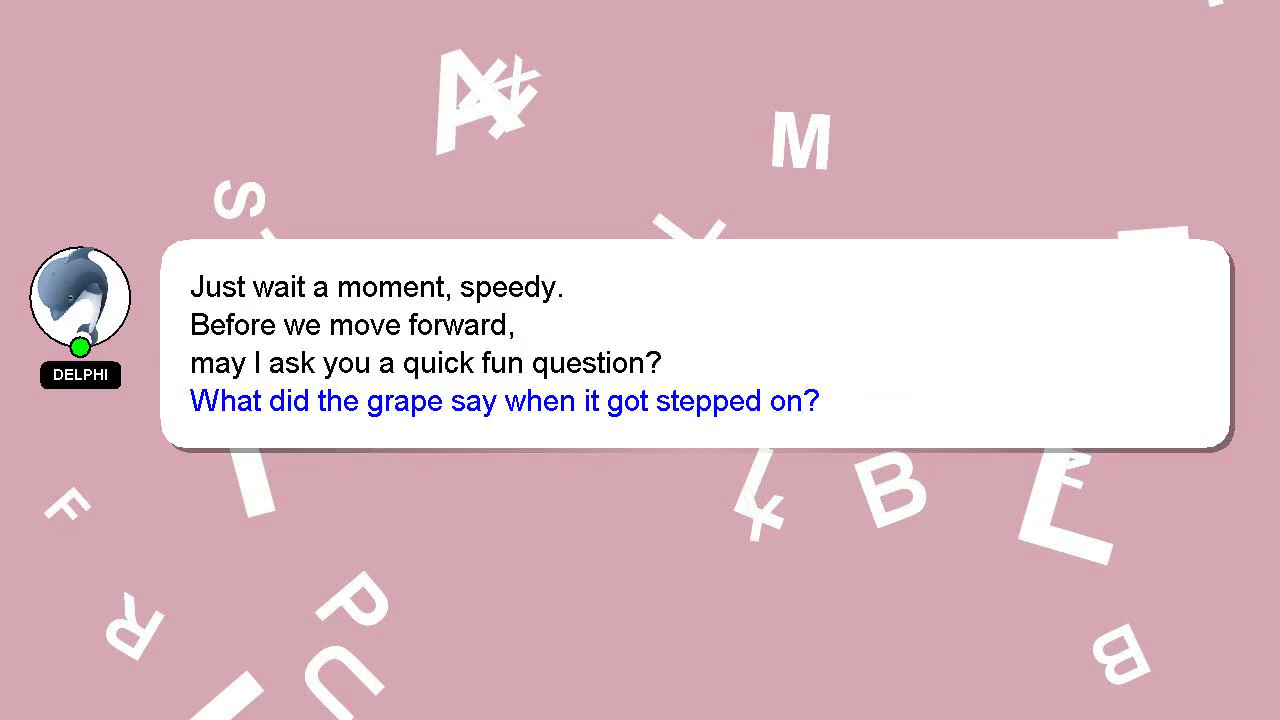 Just wait a moment, speedy.
Before we move forward,
may I ask you a quick fun question?
What did the grape say when it got stepped on?
DELPHI
A
M
S
F
B
L
R
P
U
B